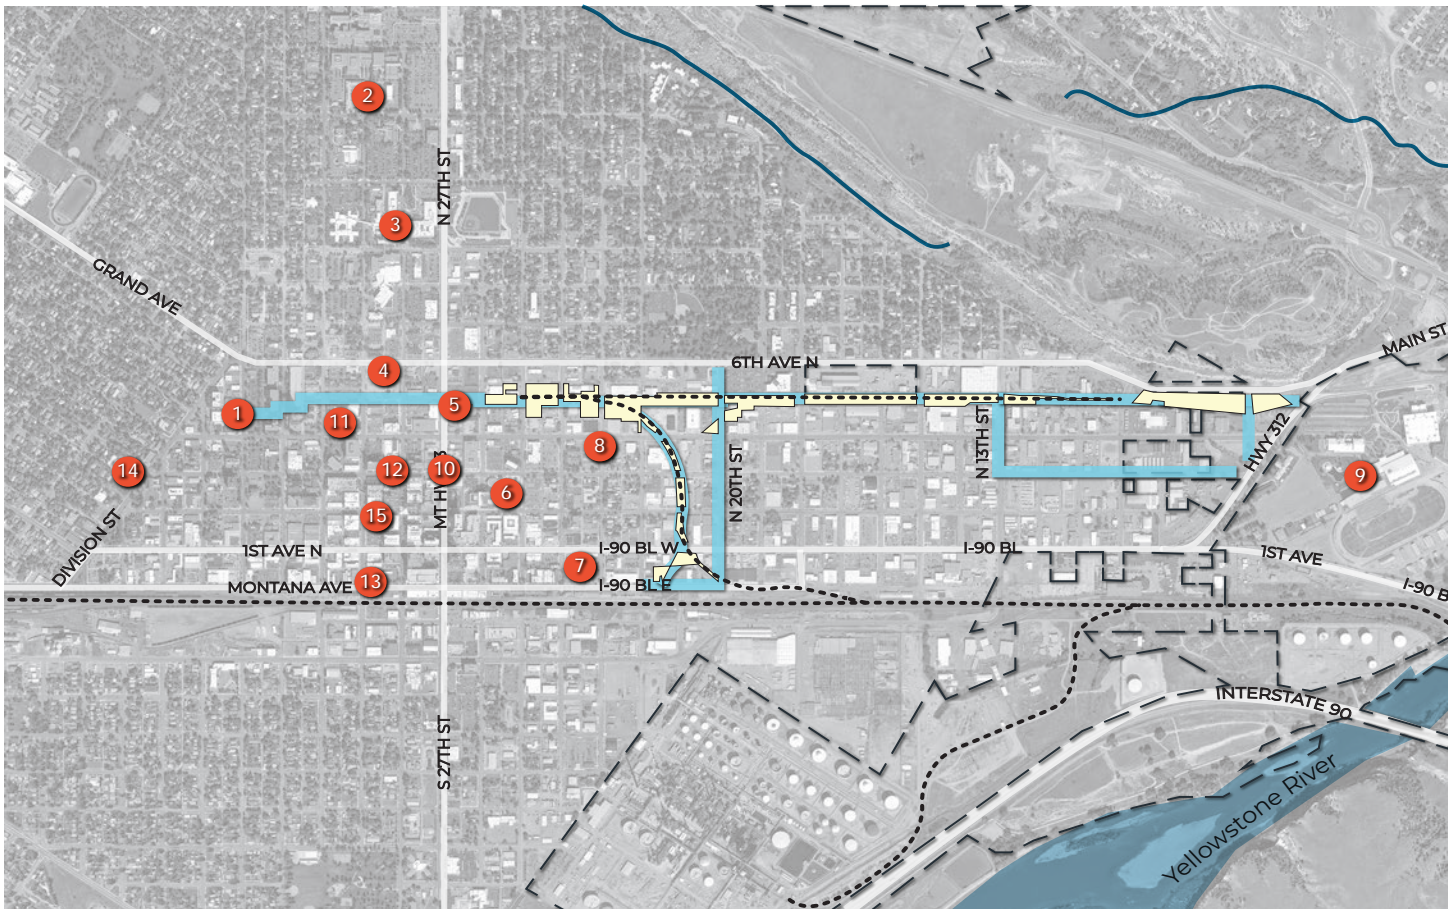 2
N 27TH ST
3
GRAND AVE
MAIN ST
6TH AVE N
4
1
5
11
N 13TH ST
HWY 312
8
N 20TH ST
14
12
10
MT HWY 3
9
6
15
DIVISION ST
1ST AVE N
I-90 BL W
I-90 BL
1ST AVE
7
13
MONTANA AVE
I-90 BL E
I-90 B
INTERSTATE 90
S 27TH ST
Yellowstone River